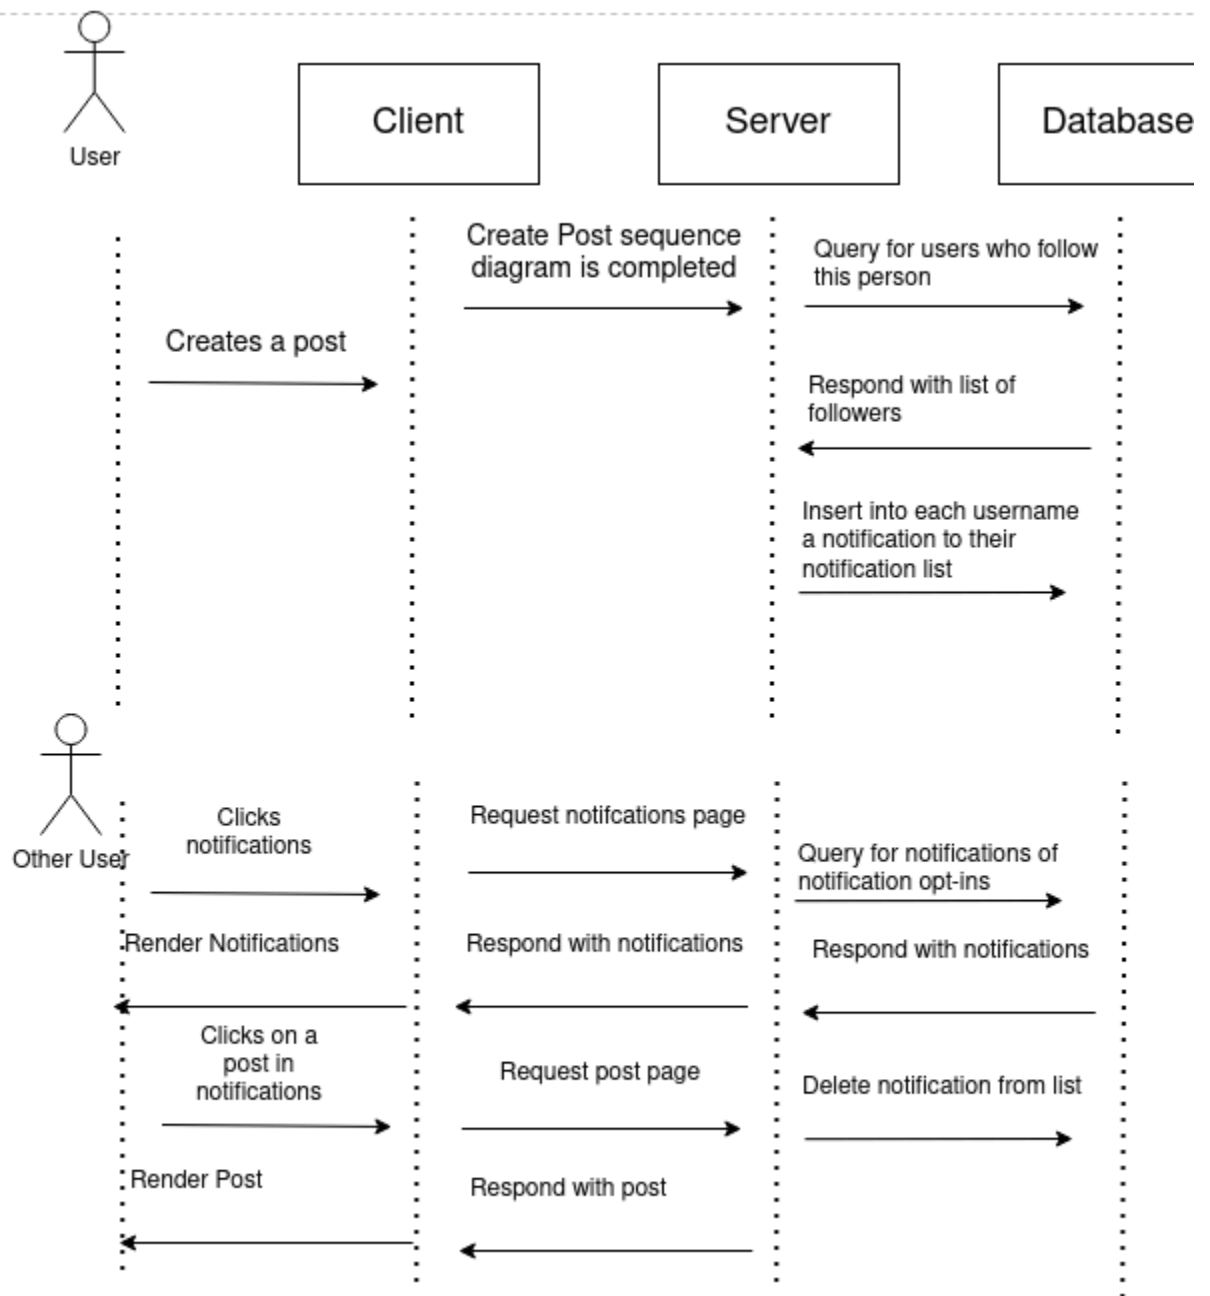 User
Client
Server
Database
Create Post sequence
diagram is completed
Query for users who follow
this person
Creates a post
Respond with list of
followers
Insert into each username
a notification to their
notification list
Other User
Clicks
notifications
Request notifcations page
Query for notifications of
notification opt-ins
Render Notifications
Respond with notifications
Respond with notifications
Clicks on a
post in
notifications
Request post page
Delete notification from list
Render Post
Respond with post